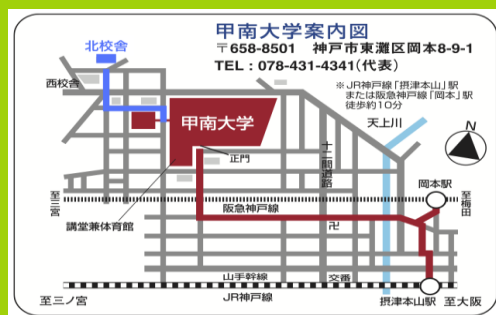 甲南大学案内図
〒658-8501 神戸市東灘区岡本8-9-1
TEL：078-431-4341(代表)
※JR神戸線「摂津本山」駅
または阪急神戸線「岡本」駅
徒歩約10分
北校舎
西校舎
甲南大学
正門
天上川
十二間道路
N
岡本駅
至三宮
至梅田
阪急神戸線
講堂兼体育館
卍
山手幹線
交番
JR神戸線
至三ノ宮
摂津本山駅
至大阪